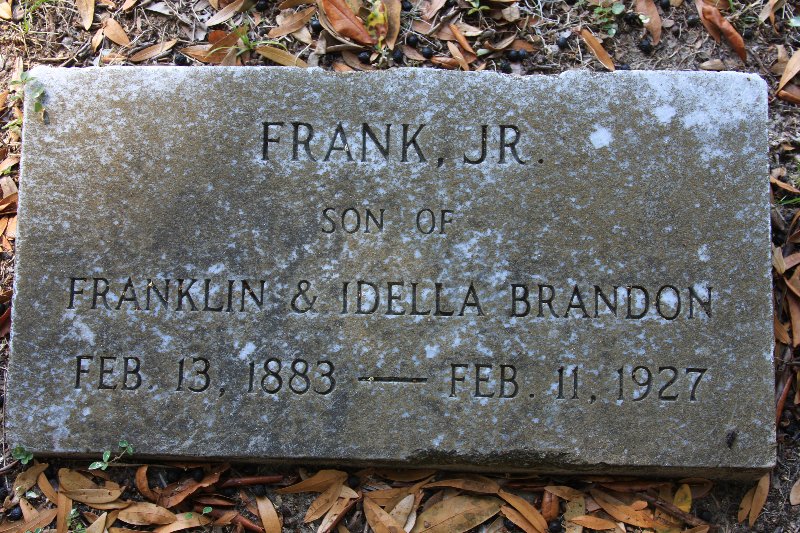 FRANK, JR.
SON OF
FRANKLIN & IDELLA BRANDON
FEB. 13, 1883 — FEB. 11, 1927